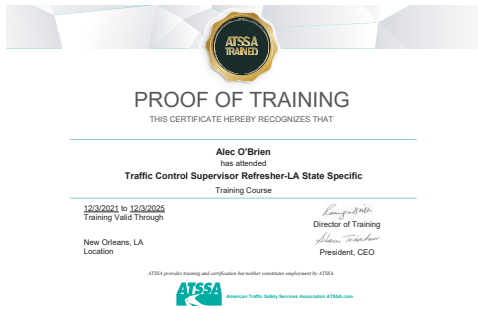 ATSSA
TRAINED
PROOF OF TRAINING
THIS CERTIFICATE HEREBY RECOGNIZES THAT
Alec O'Brien
has attended
Traffic Control Supervisor Refresher-LA State Specific
Training Course
12/3/2021 to 12/3/2025
Training Valid Through
Director of Training
New Orleans, LA
Location
President, CEO
ATSSA provides training and certification but neither constitutes employment by ATSSA.
ATSSA
American Traffic Safety Services Association ATSSA.com